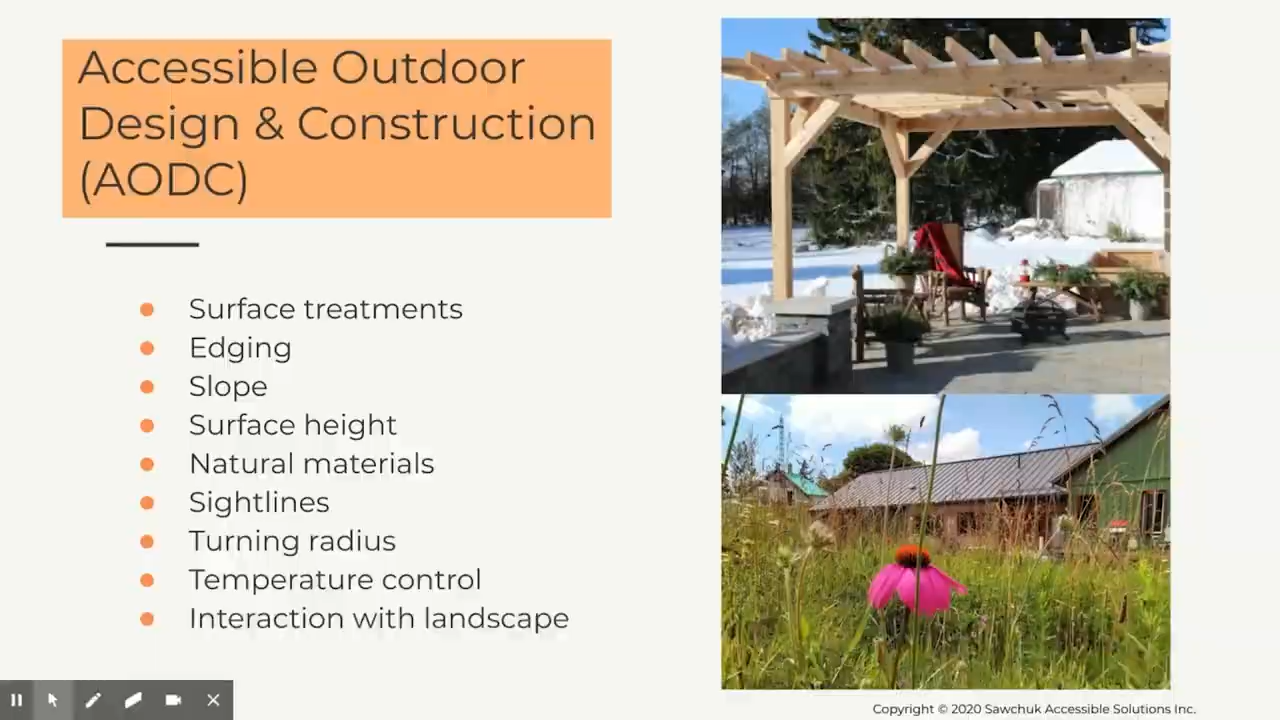 Accessible Outdoor
Design & Construction
(AODC)
Surface treatments
Edging
Slope
Surface height
Natural materials
Sightlines
Turning radius
Temperature control
Interaction with landscape
Copyright © 2020 Sawchuk Accessible Solutions Inc.